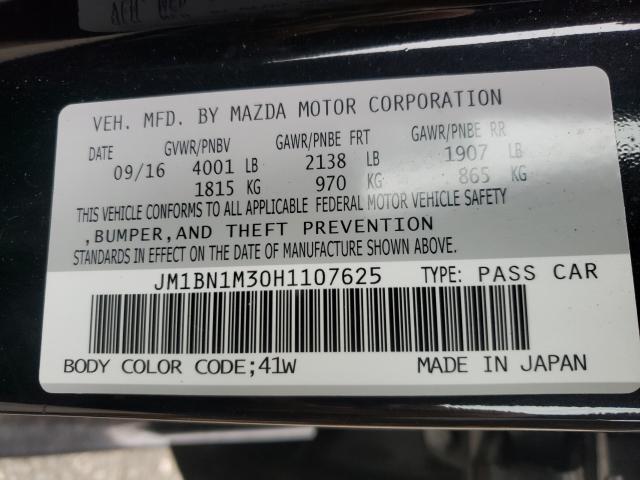 VEH. MFD. BY MAZDA MOTOR CORPORATION
DATE GVWR/PNBV GAWR/PNBE FRT GAWR/PNBE RR
09/16 4001 LB 2138 LB 1907 LB
1815 KG 970 KG 865 KG
THIS VEHICLE CONFORMS TO ALL APPLICABLE FEDERAL MOTOR VEHICLE SAFETY
,BUMPER,AND THEFT PREVENTION
STANDARDS IN EFFECT ON THE DATE OF MANUFACTURE SHOWN ABOVE.
JM1BN1M30H1107625 TYPE: PASS CAR
BODY COLOR CODE;41W MADE IN JAPAN